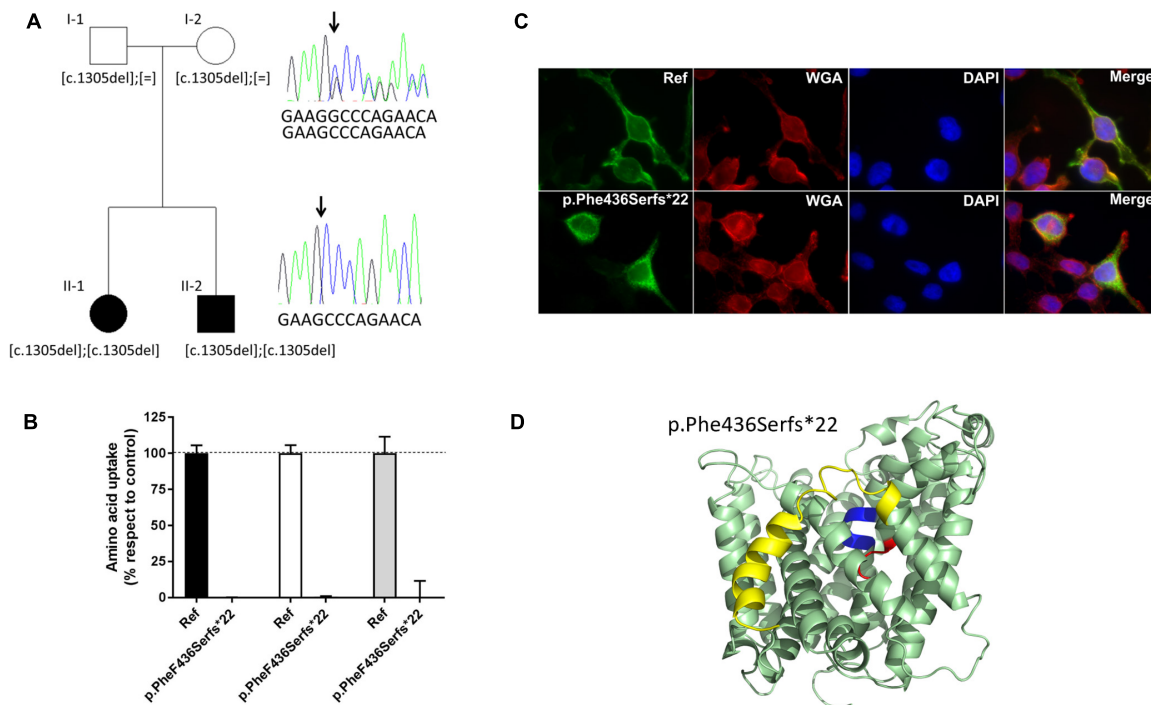 A
I-1
I-2
[c.1305del];[=]
[c.1305del];[=]
GAAGGCCCAGAACA
GAAGCCCAGAACA
II-1
II-2
GAAGCCCAGAACA
[c.1305del];[c.1305del]
[c.1305del];[c.1305del]
B
Amino acid uptake
(% respect to control)
125
100
75
50
25
0
Ref
p.PheF436Serfs*22
Ref
p.PheF436Serfs*22
Ref
p.PheF436Serfs*22
C
Ref
WGA
DAPI
Merge
p.Phe436Serfs*22
WGA
DAPI
Merge
D
p.Phe436Serfs*22